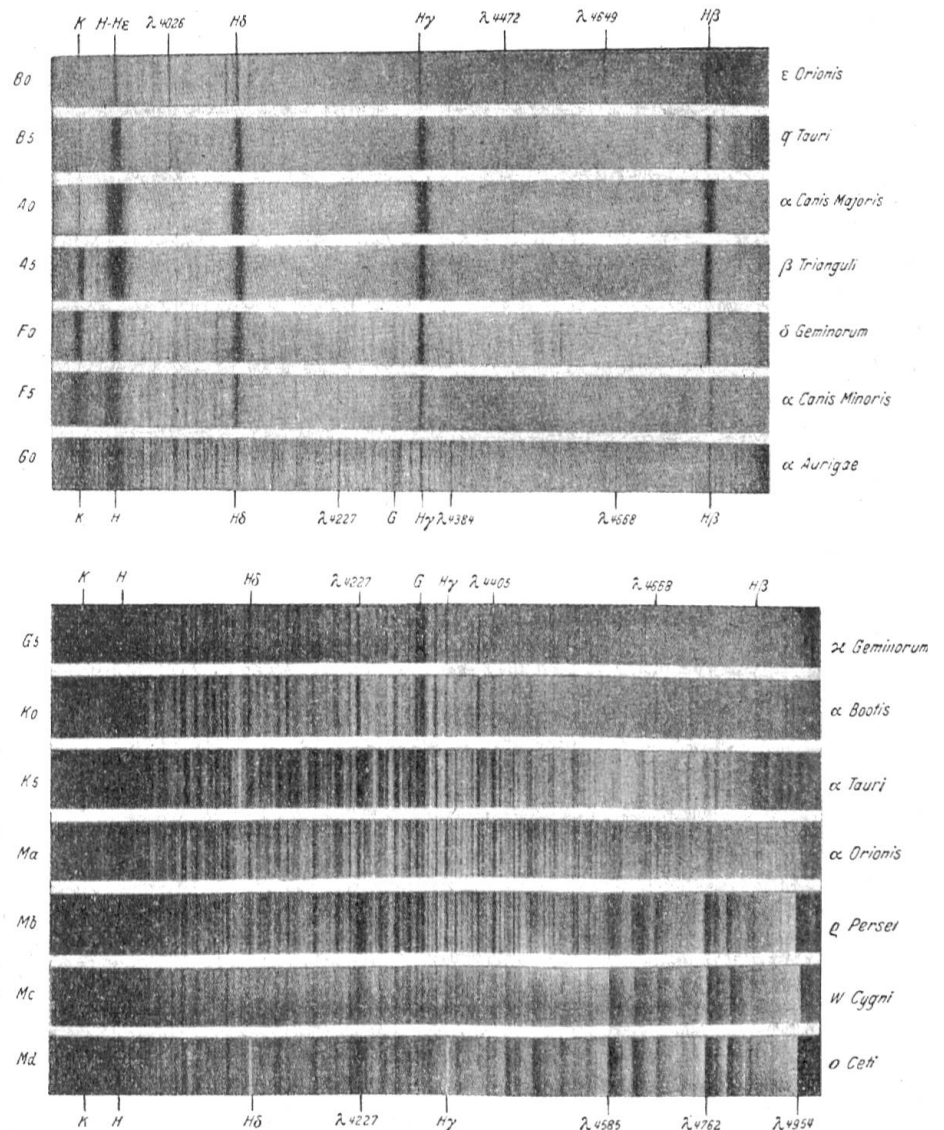 K H-Hε λ4026 Hδ Hγ λ4472 λ4649 Hβ
B0 ε Orionis
B5 q Tauri
A0 α Canis Majoris
A5 β Trianguli
F0 δ Geminorum
F5 α Canis Minoris
G0 α Aurigae
K H Hδ λ4227 G Hγ λ4384 λ4668 Hβ
K H Hδ λ4227 G Hγ λ4405 λ4668 Hβ
G5 ϰ Geminorum
K0 α Bootis
K5 α Tauri
Ma α Orionis
Mb ϱ Persei
Mc W Cygni
Md ο Ceti
K H Hδ λ4227 Hγ λ4585 λ4762 λ4954